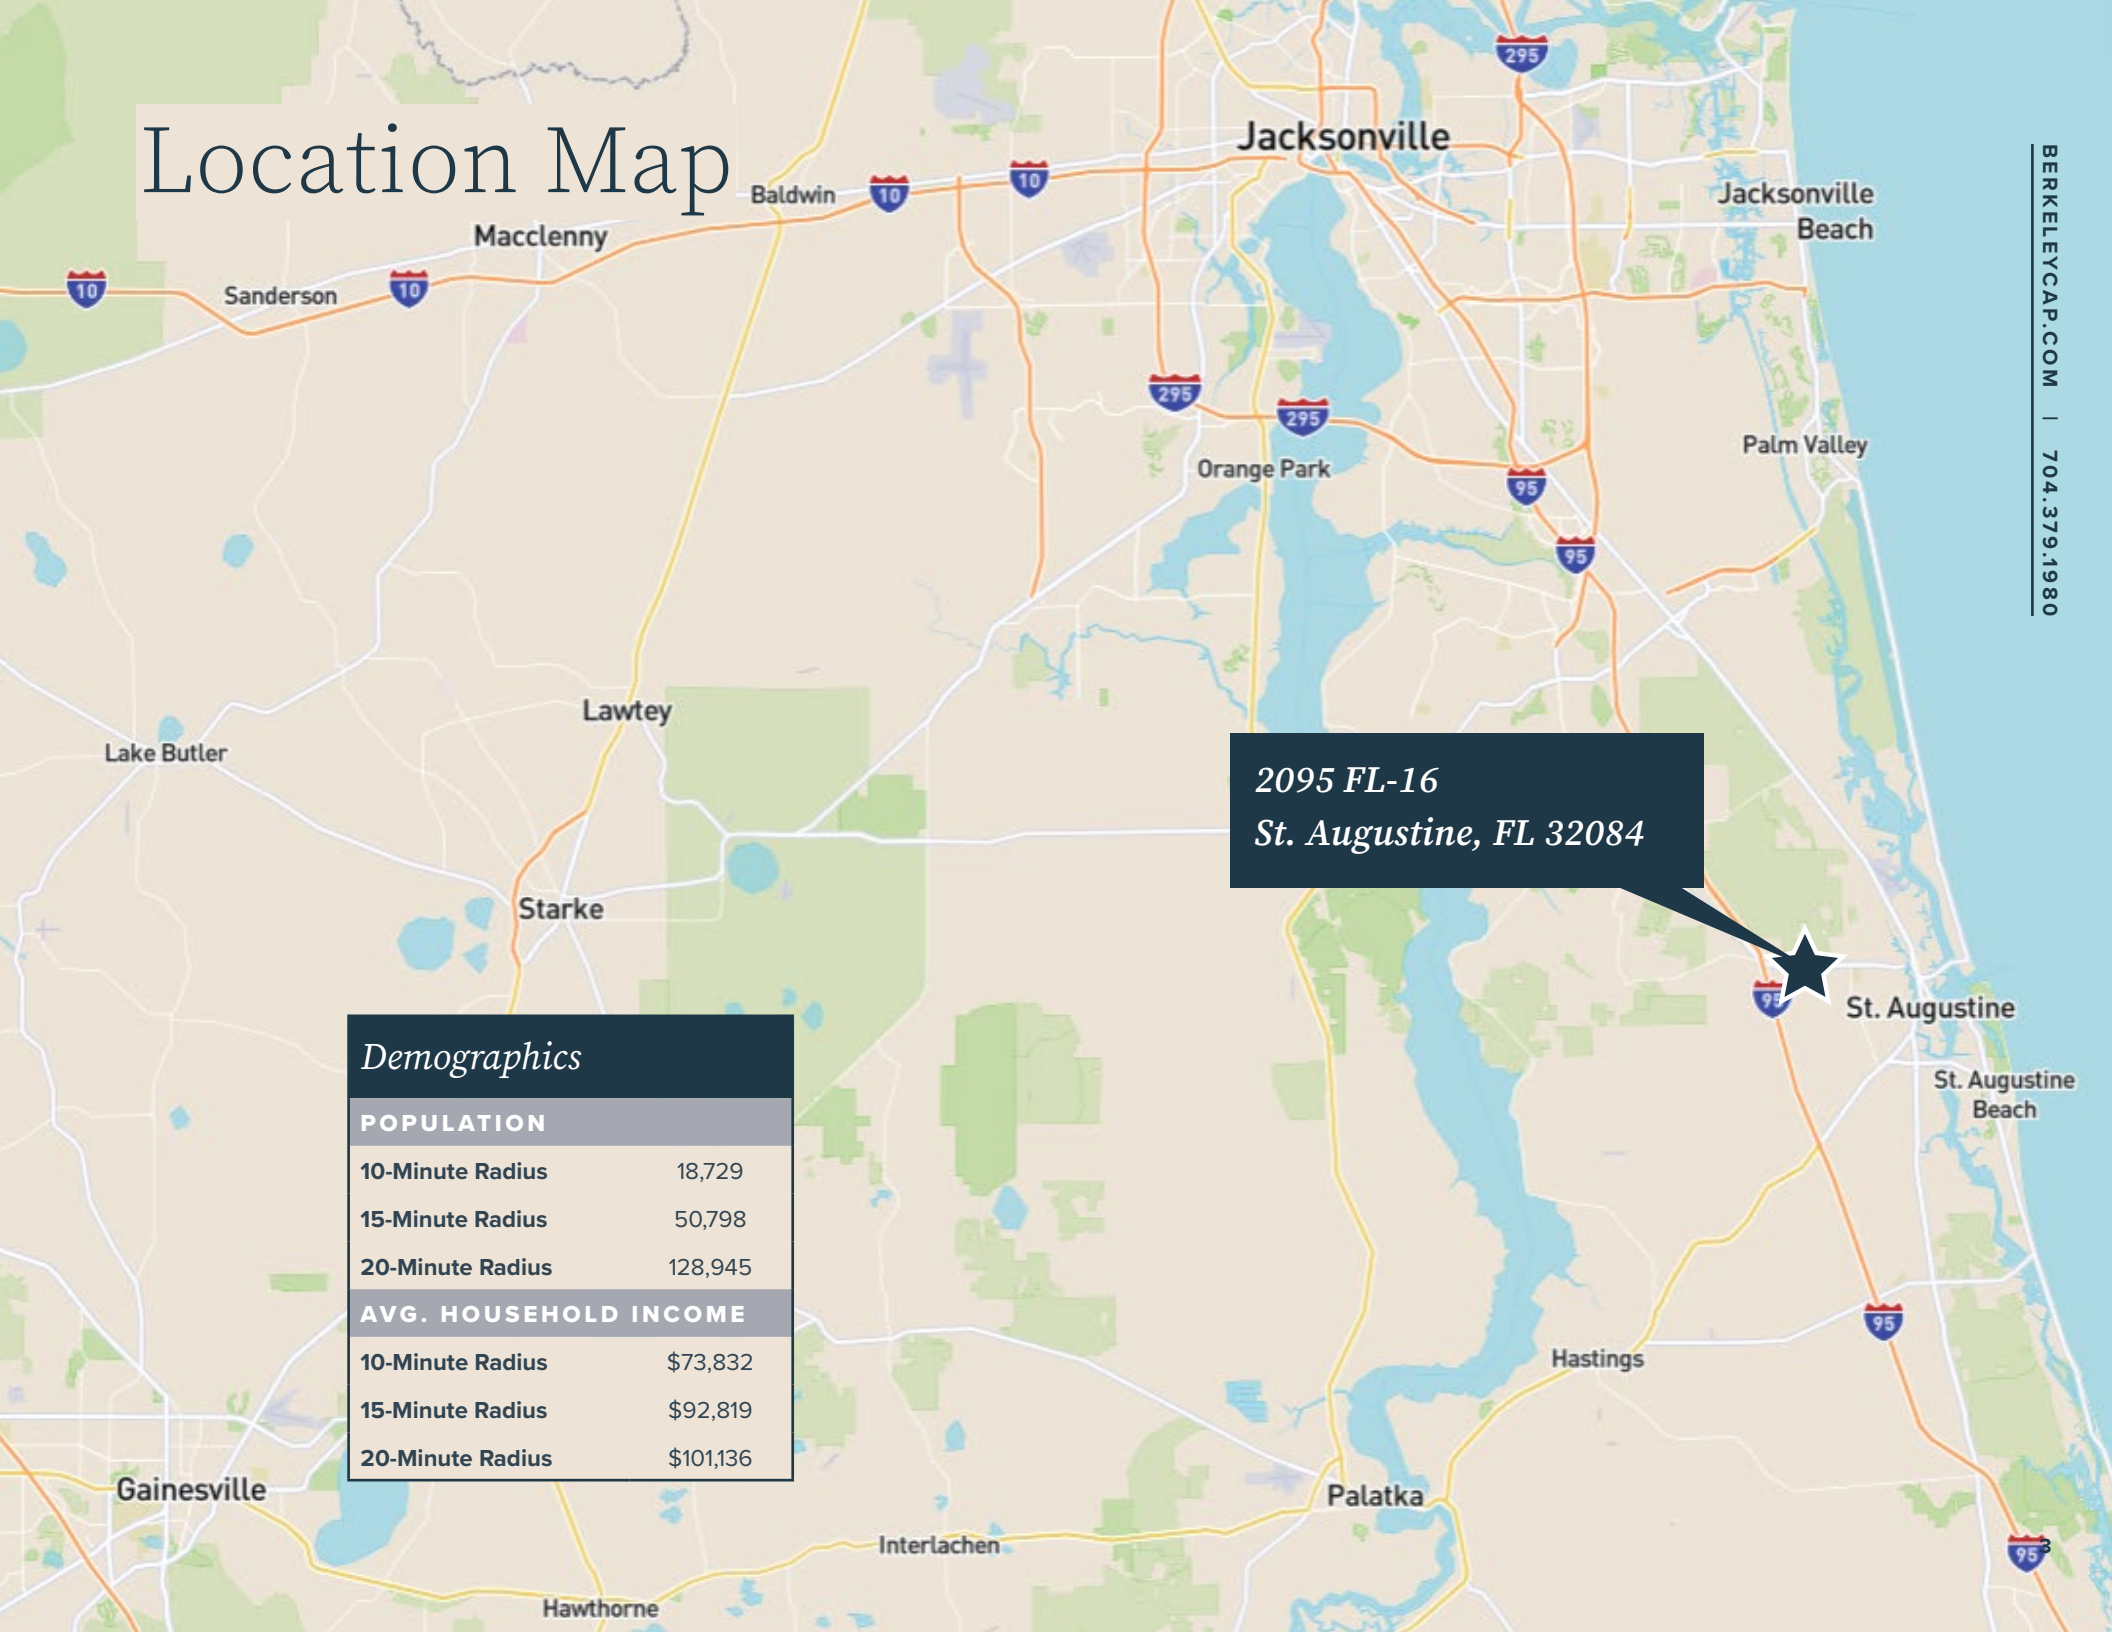 Location Map
295
Jacksonville
10
10
Baldwin
Jacksonville
Beach
Macclenny
10
Sanderson
10
295
295
Orange Park
Palm Valley
95
95
Lawtey
Lake Butler
2095 FL-16
St. Augustine, FL 32084
Starke
95
St. Augustine
St. Augustine
Beach
Demographics
POPULATION
10-Minute Radius 18,729
15-Minute Radius 50,798
20-Minute Radius 128,945
AVG. HOUSEHOLD INCOME
10-Minute Radius $73,832
15-Minute Radius $92,819
20-Minute Radius $101,136
95
Hastings
Gainesville
Palatka
Interlachen
95
3
Hawthorne
BERKELEYCAP.COM | 704.379.1980